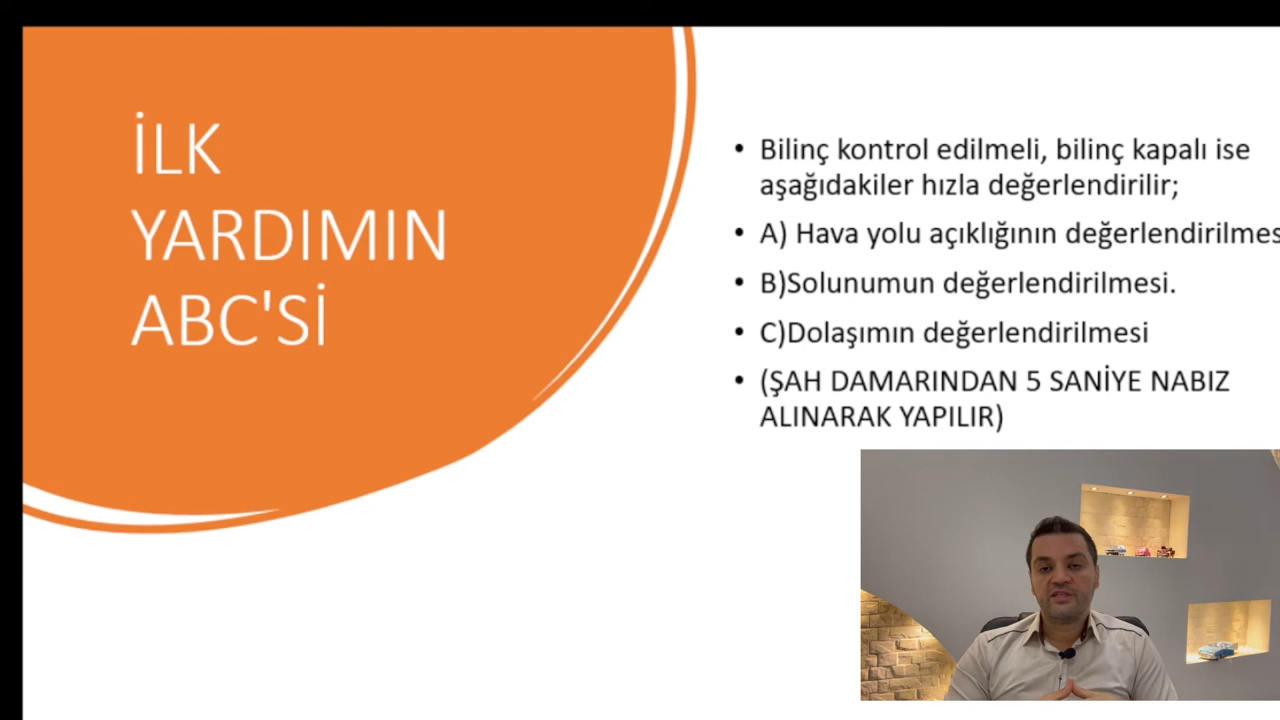 İLK
YARDIMIN
ABC'Sİ
• Bilinç kontrol edilmeli, bilinç kapalı ise
aşağıdakiler hızla değerlendirilir;
• A) Hava yolu açıklığının değerlendirilmes
• B)Solunumun değerlendirilmesi.
• C)Dolaşımın değerlendirilmesi
• (ŞAH DAMARINDAN 5 SANİYE NABIZ
ALINARAK YAPILIR)